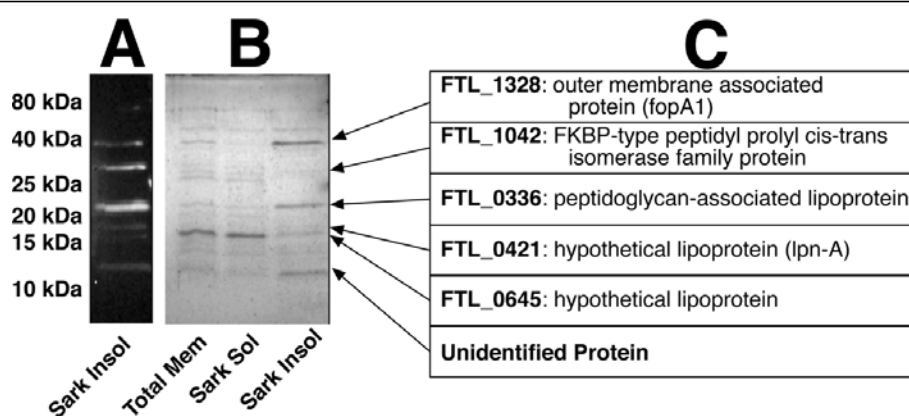 A
B
C
80 kDa
40 kDa
25 kDa
20 kDa
15 kDa
10 kDa
Sark Insol
Total Mem
Sark Sol
Sark Insol
FTL_1328: outer membrane associated
protein (fopA1)
FTL_1042: FKBP-type peptidyl prolyl cis-trans
isomerase family protein
FTL_0336: peptidoglycan-associated lipoprotein
FTL_0421: hypothetical lipoprotein (lpn-A)
FTL_0645: hypothetical lipoprotein
Unidentified Protein